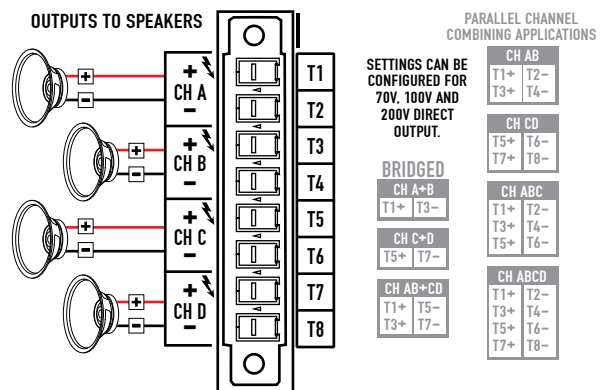 OUTPUTS TO SPEAKERS
+
-
CH A
+
-
+
-
CH B
+
-
+
-
CH C
+
-
+
-
CH D
+
-
T1
T2
T3
T4
T5
T6
T7
T8
SETTINGS CAN BE
CONFIGURED FOR
70V, 100V AND
200V DIRECT
OUTPUT.
BRIDGED
CH A+B
T1+ T3-
CH C+D
T5+ T7-
CH AB+CD
T1+ T5-
T3+ T7-
PARALLEL CHANNEL
COMBINING APPLICATIONS
CH AB
T1+ T2-
T3+ T4-
CH CD
T5+ T6-
T7+ T8-
CH ABC
T1+ T2-
T3+ T4-
T5+ T6-
CH ABCD
T1+ T2-
T3+ T4-
T5+ T6-
T7+ T8-